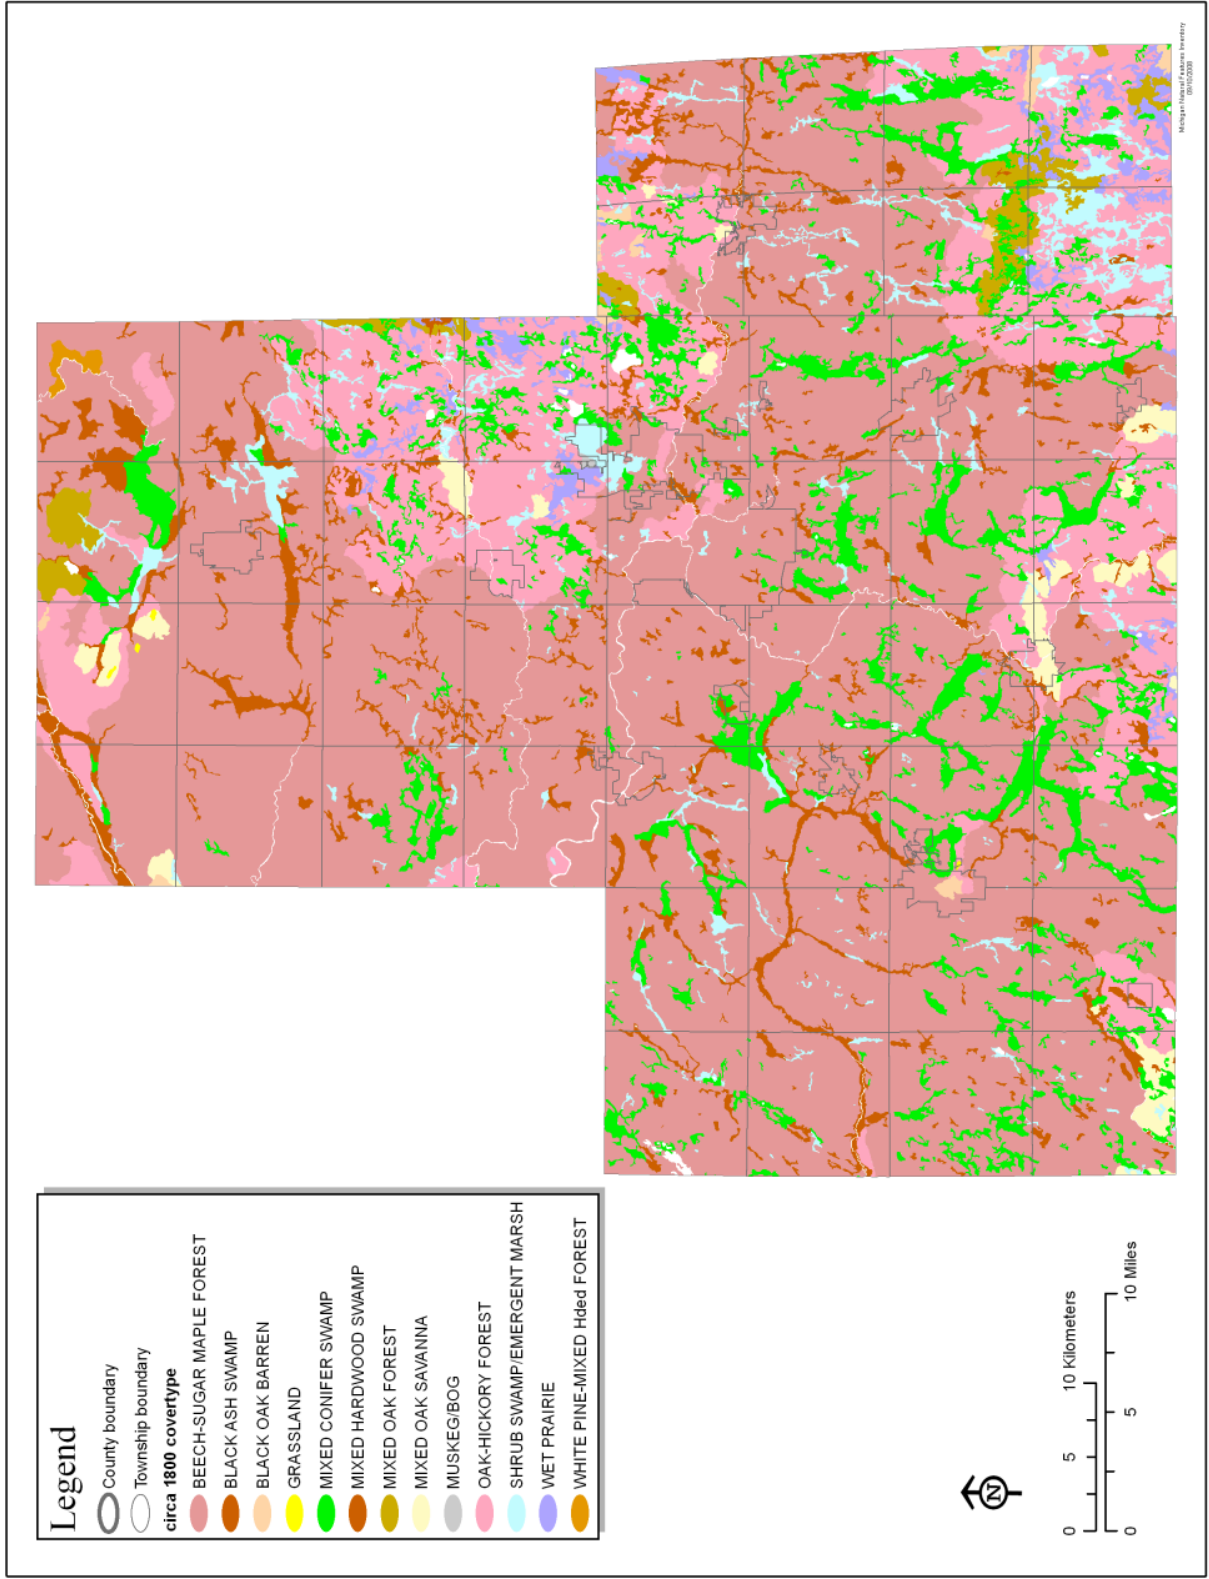 Legend
County boundary
Township boundary
circa 1800 covertype
BEECH-SUGAR MAPLE FOREST
BLACK ASH SWAMP
BLACK OAK BARREN
GRASSLAND
MIXED CONIFER SWAMP
MIXED HARDWOOD SWAMP
MIXED OAK FOREST
MIXED OAK SAVANNA
MUSKEG/BOG
OAK-HICKORY FOREST
SHRUB SWAMP/EMERGENT MARSH
WET PRAIRIE
WHITE PINE-MIXED Hded FOREST
N
0 5 10 Kilometers
0 5 10 Miles
Michigan Natural Features Inventory